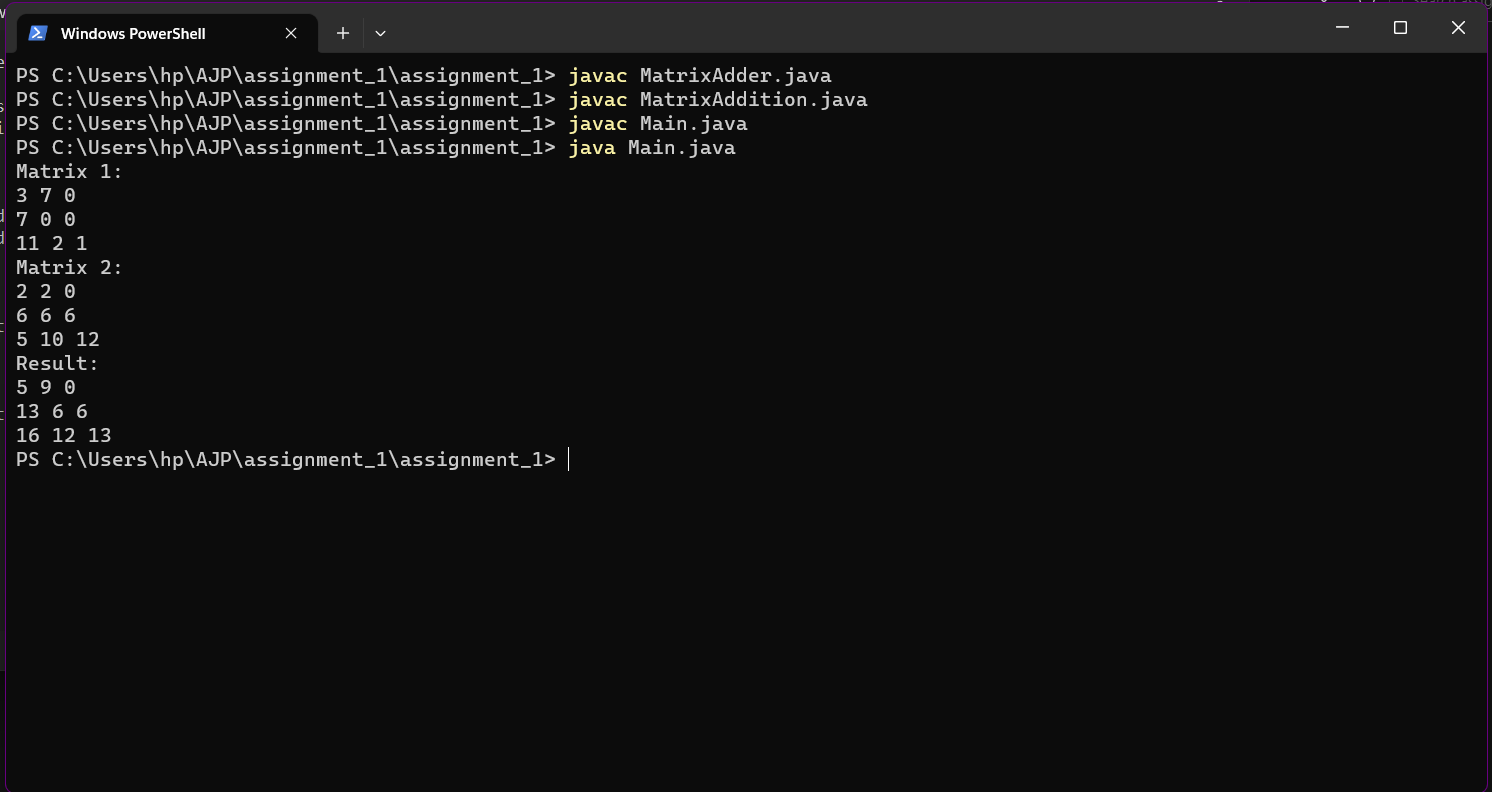 Windows PowerShell
PS C:\Users\hp\AJP\assignment_1\assignment_1> javac MatrixAdder.java
PS C:\Users\hp\AJP\assignment_1\assignment_1> javac MatrixAddition.java
PS C:\Users\hp\AJP\assignment_1\assignment_1> javac Main.java
PS C:\Users\hp\AJP\assignment_1\assignment_1> java Main.java
Matrix 1:
3 7 0
7 0 0
11 2 1
Matrix 2:
2 2 0
6 6 6
5 10 12
Result:
5 9 0
13 6 6
16 12 13
PS C:\Users\hp\AJP\assignment_1\assignment_1>